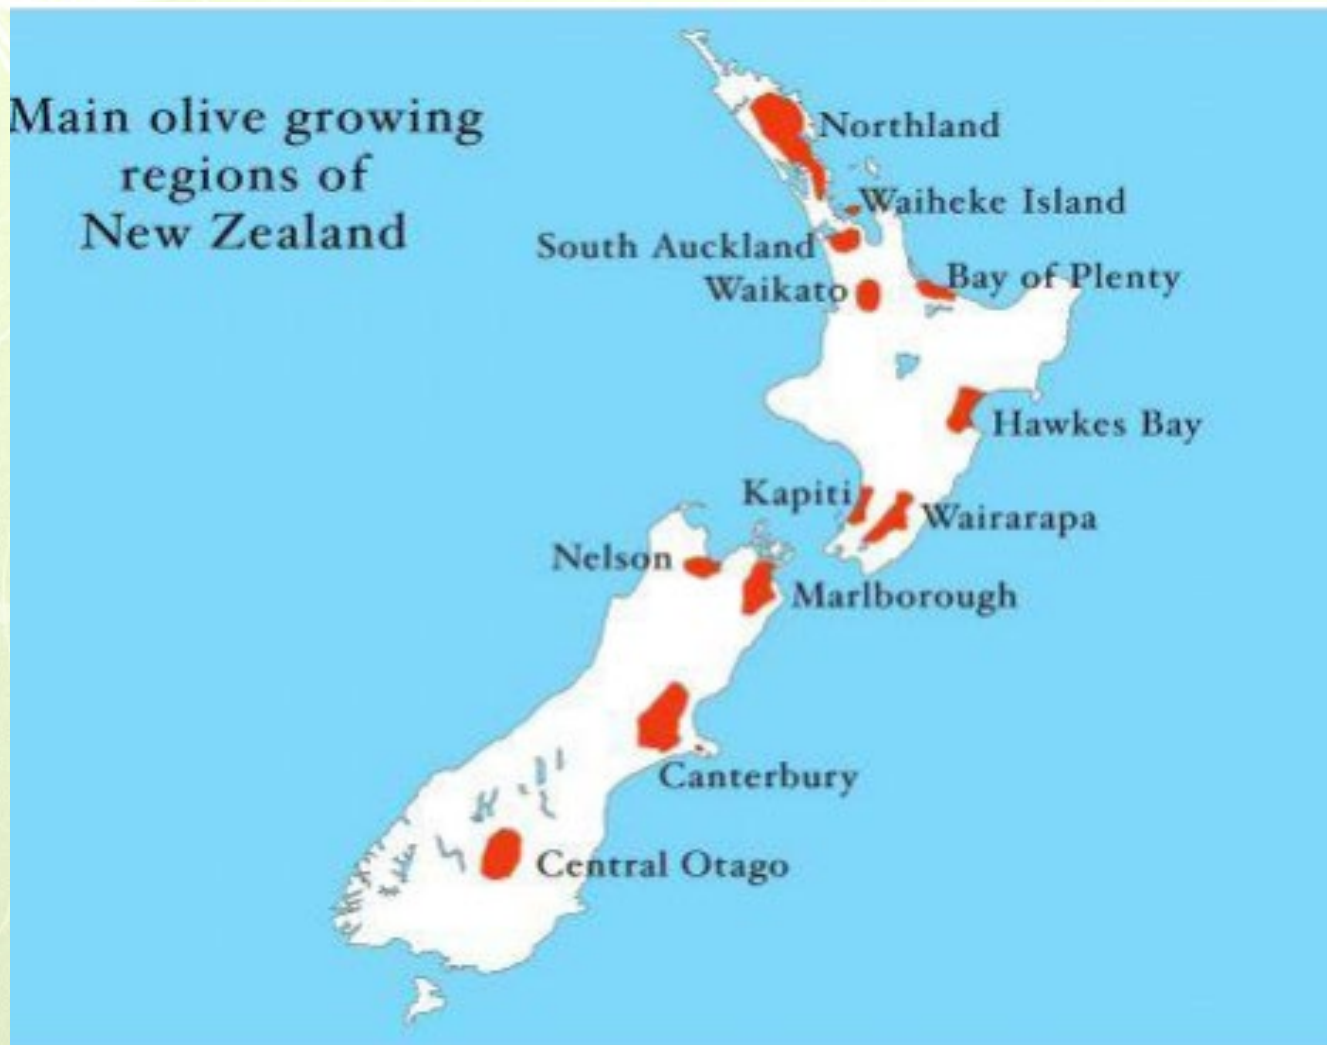 Main olive growing
regions of
New Zealand
Northland
Waiheke Island
South Auckland
Bay of Plenty
Waikato
Hawkes Bay
Kapiti
Wairarapa
Nelson
Marlborough
Canterbury
Central Otago